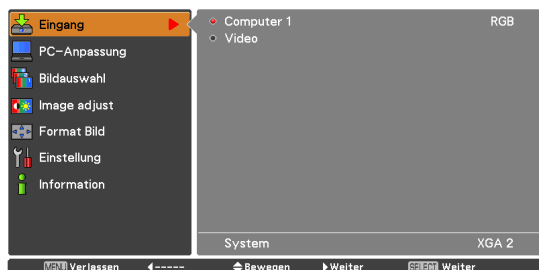 Eingang
PC-Anpassung
Bildauswahl
Image adjust
Format Bild
Einstellung
Information
Computer 1 RGB
Video
System XGA 2
MENU Verlassen ◄----- Bewegen ►Weiter SELECT Weiter